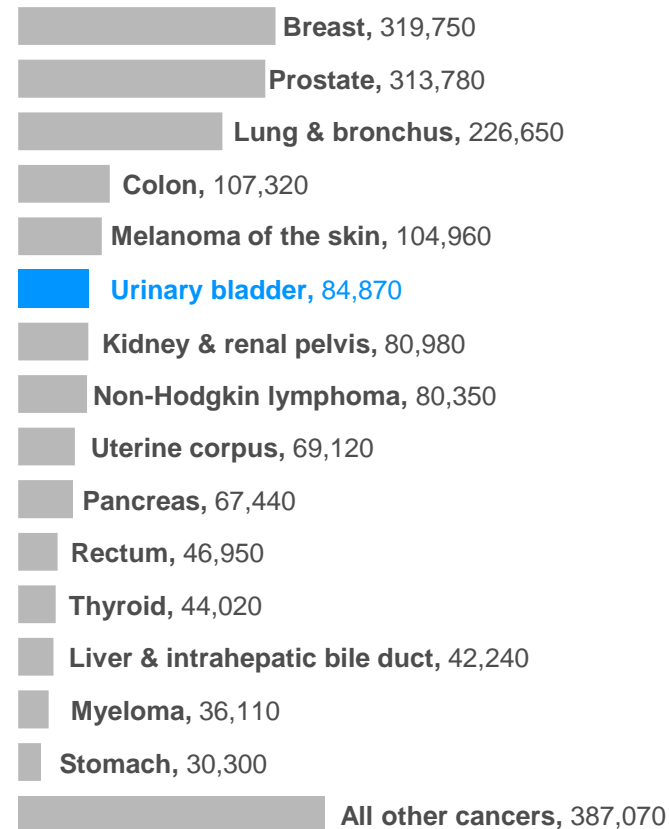 Breast, 319,750
Prostate, 313,780
Lung & bronchus, 226,650
Colon, 107,320
Melanoma of the skin, 104,960
Urinary bladder, 84,870
Kidney & renal pelvis, 80,980
Non-Hodgkin lymphoma, 80,350
Uterine corpus, 69,120
Pancreas, 67,440
Rectum, 46,950
Thyroid, 44,020
Liver & intrahepatic bile duct, 42,240
Myeloma, 36,110
Stomach, 30,300
All other cancers, 387,070